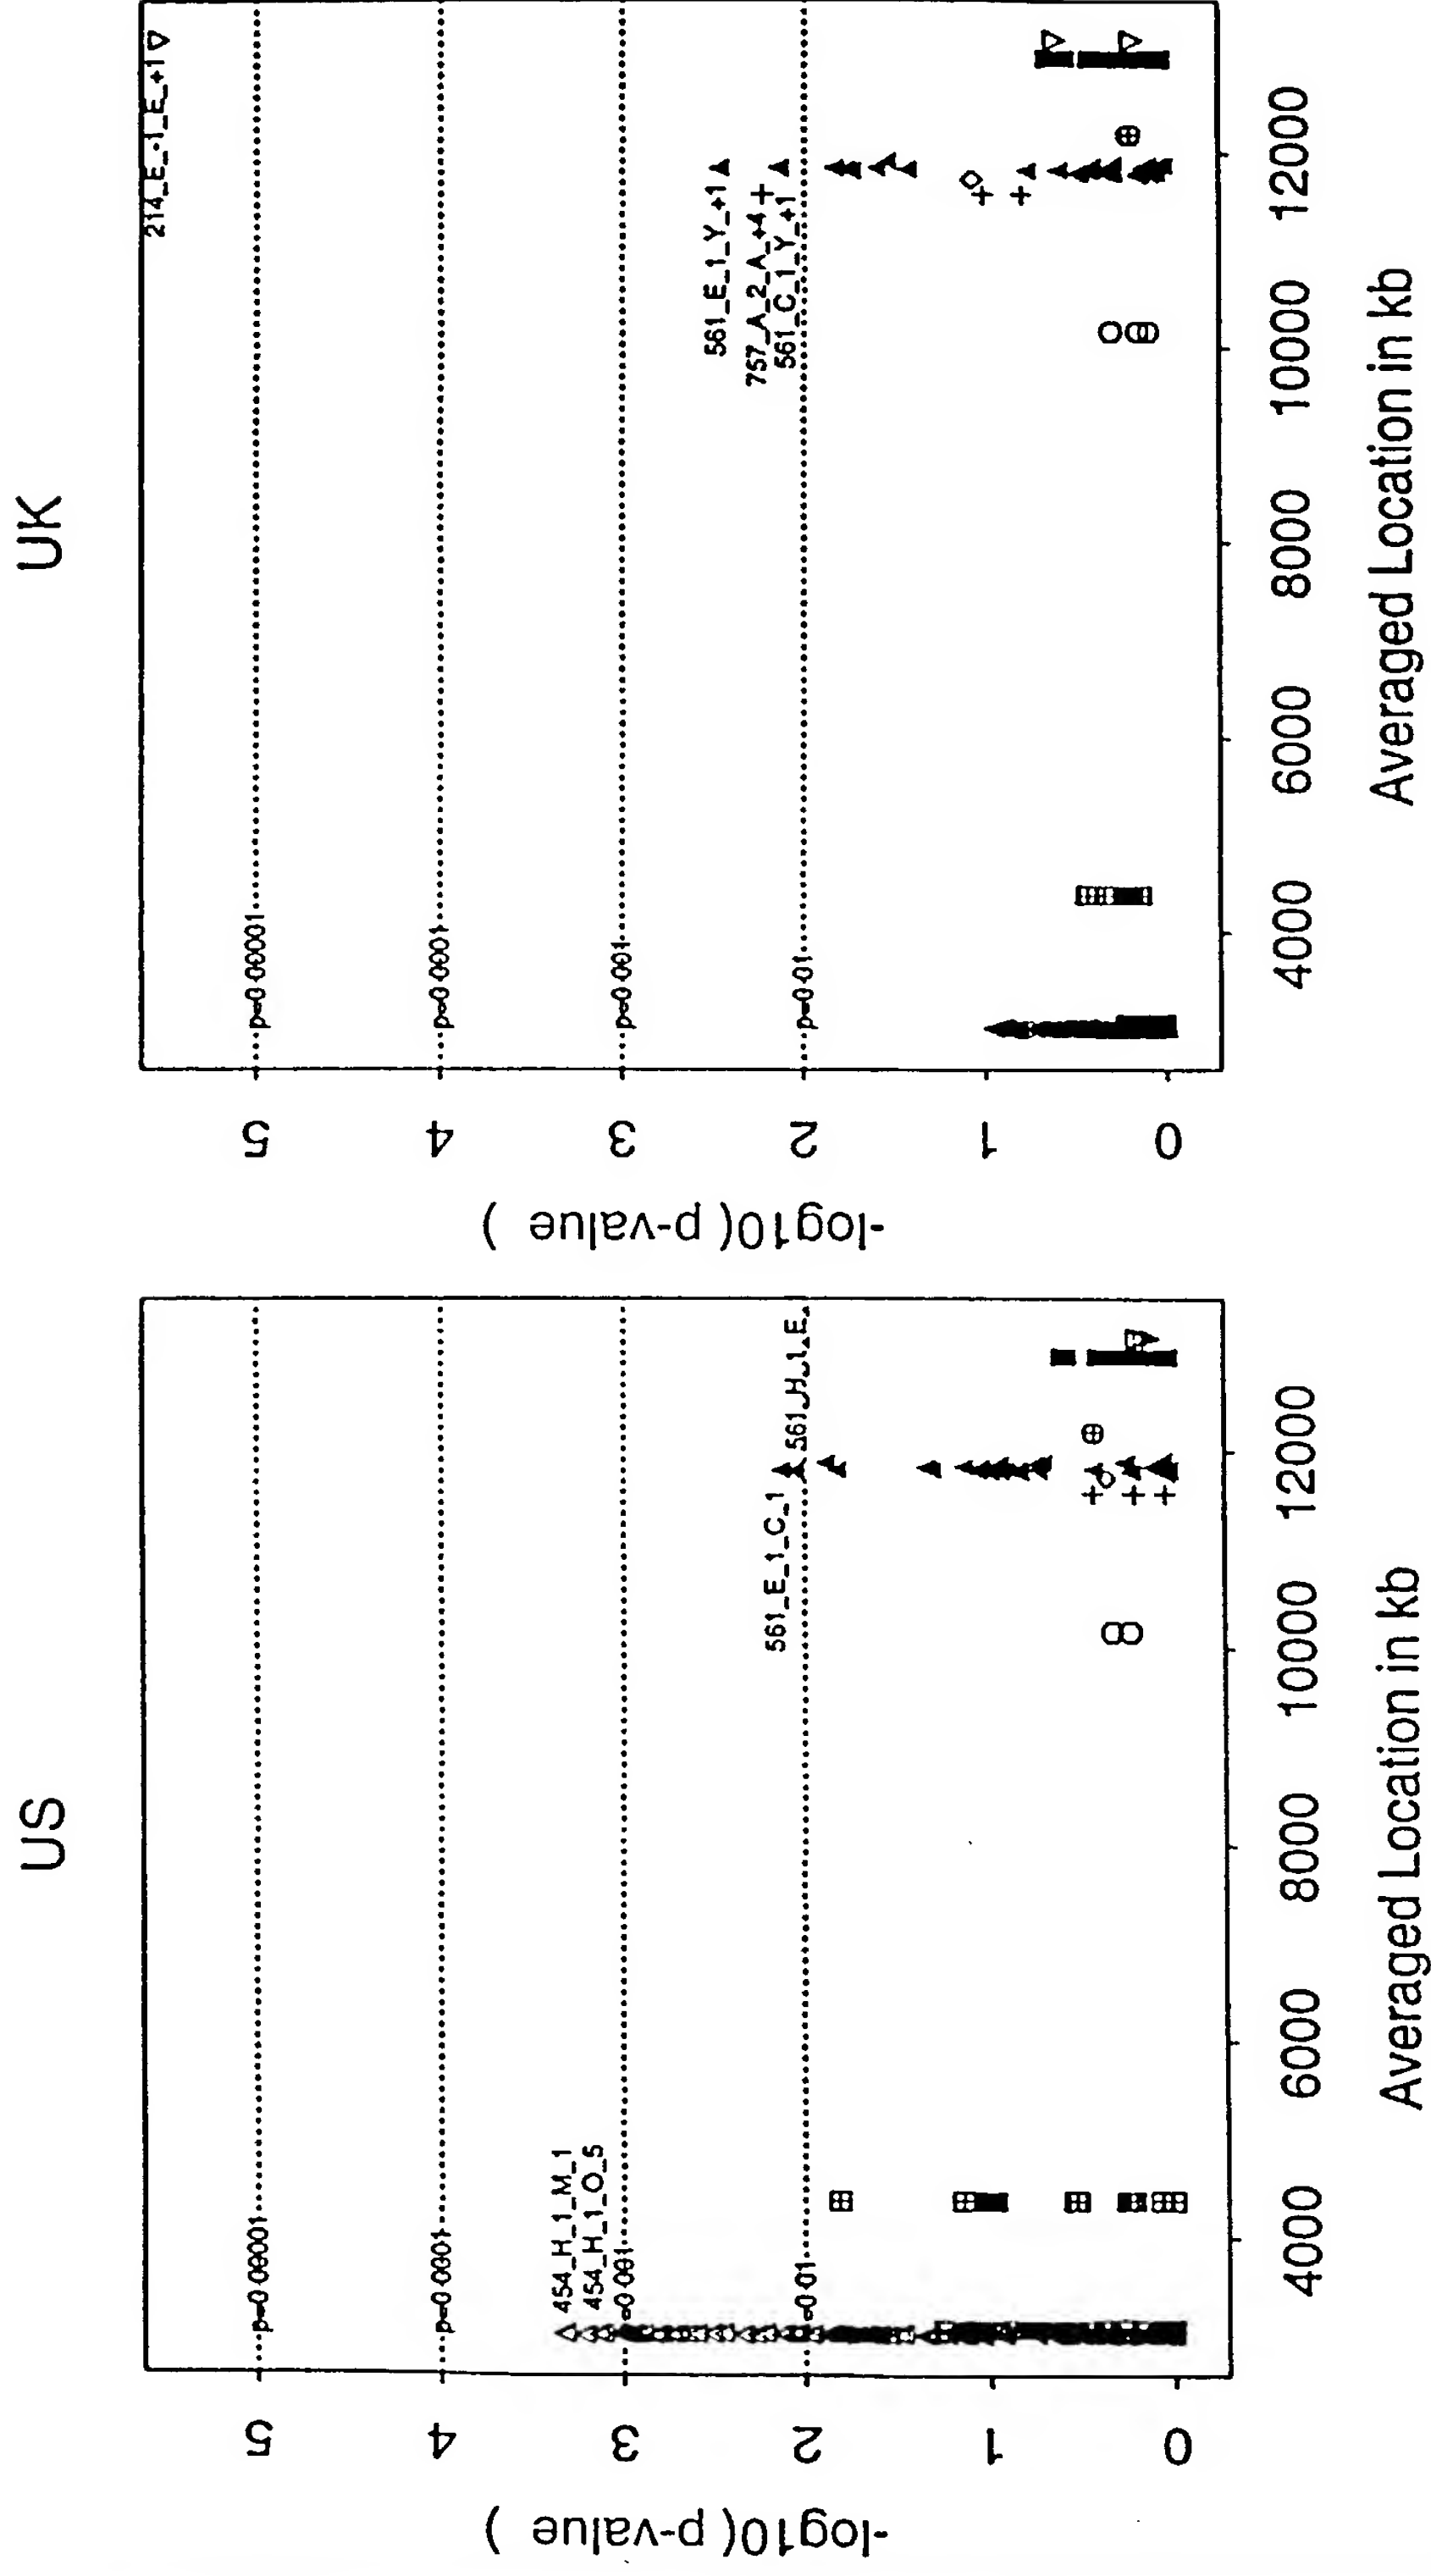 US
454_H_1_M_1
454_H_1_O_5
561_E_1_C_1
561_H_1_E
p=0.00001
p=0.0001
=0.001
=0.01
5
4
3
2
1
0
-log10( p-value )
4000
6000
8000
10000
12000
Averaged Location in kb
UK
214_E_-1_E_+1
561_E_1_Y_+1
757_A_2_A_+4
561_C_1_Y_+1
p=0.00001
p=0.0001
p=0.001
p=0.01
5
4
3
2
1
0
-log10( p-value )
4000
6000
8000
10000
12000
Averaged Location in kb